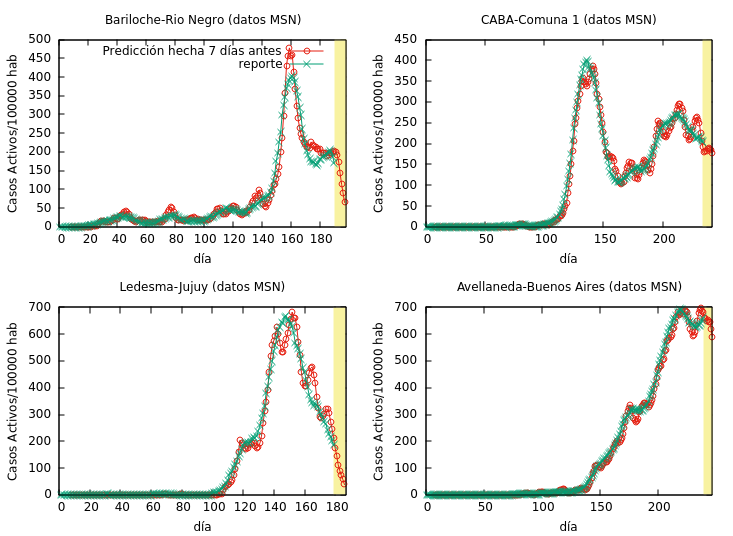 Bariloche-Rio Negro (datos MSN)
Casos Activos/100000 hab
500
450
400
350
300
250
200
150
100
50
0
Predicción hecha 7 días antes
reporte
0 20 40 60 80 100 120 140 160 180
día
CABA-Comuna 1 (datos MSN)
Casos Activos/100000 hab
450
400
350
300
250
200
150
100
50
0
0 50 100 150 200
día
Ledesma-Jujuy (datos MSN)
Casos Activos/100000 hab
700
600
500
400
300
200
100
0
0 20 40 60 80 100 120 140 160 180
día
Avellaneda-Buenos Aires (datos MSN)
Casos Activos/100000 hab
700
600
500
400
300
200
100
0
0 50 100 150 200
día